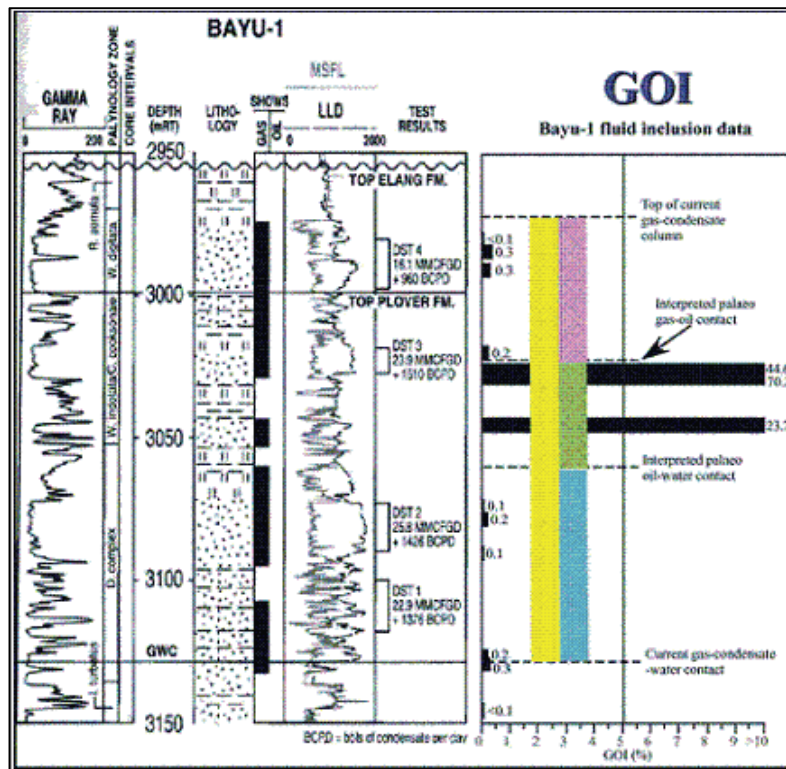 BAYU-1
MSFL
GAMMA RAY
0 200
PALYNOLOGY ZONE
CORE INTERVALS
DEPTH (mRT)
LITHO-LOGY
SHOWS
GAS
OIL
LLD
0 2000
TEST RESULTS
GOI
Bayu-1 fluid inclusion data
2950
3000
3050
3100
3150
R. aemula
W. digitata
W. insoluta/C. cooksoniae
D. complex
GWC
TOP ELANG FM.
DST 4
16.1 MMCFGD
+ 960 BCPD
TOP PLOVER FM.
DST 3
23.9 MMCFGD
+ 1510 BCPD
DST 2
25.8 MMCFGD
+ 1426 BCPD
DST 1
22.9 MMCFGD
+ 1376 BCPD
BCPD = bbls of condensate per day
Top of current
gas-condensate
column
<0.1
0.3
0.3
Interpreted palaeo
gas-oil contact
0.2
44.6
23.7
Interpreted palaeo
oil-water contact
0.1
0.2
0.1
0.2
0.3
Current gas-condensate
-water contact
<0.1
0 1 2 3 4 5 6 7 8 9 >10
GOI (%)